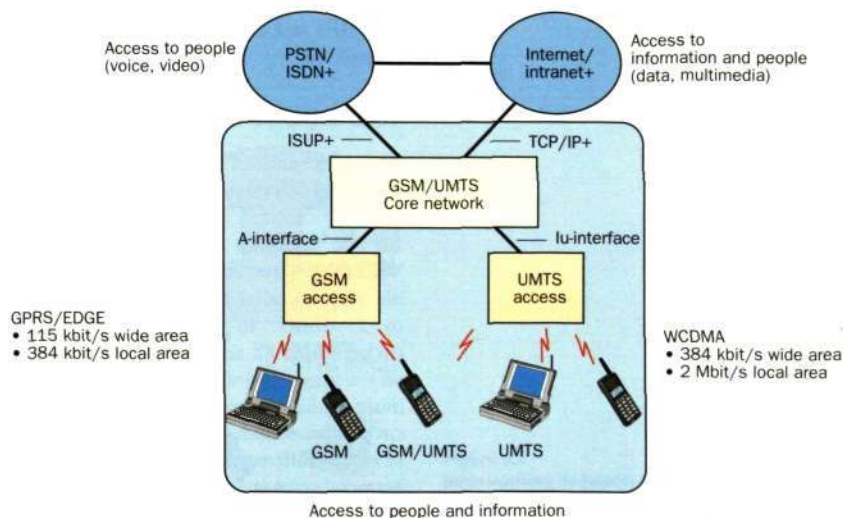 Access to people
(voice, video)
PSTN/
ISDN+
Internet/
intranet+
Access to
information and people
(data, multimedia)
ISUP+
TCP/IP+
GSM/UMTS
Core network
A-interface
Iu-interface
GSM
access
UMTS
access
GPRS/EDGE
• 115 kbit/s wide area
• 384 kbit/s local area
WCDMA
• 384 kbit/s wide area
• 2 Mbit/s local area
GSM
GSM/UMTS
UMTS
Access to people and information